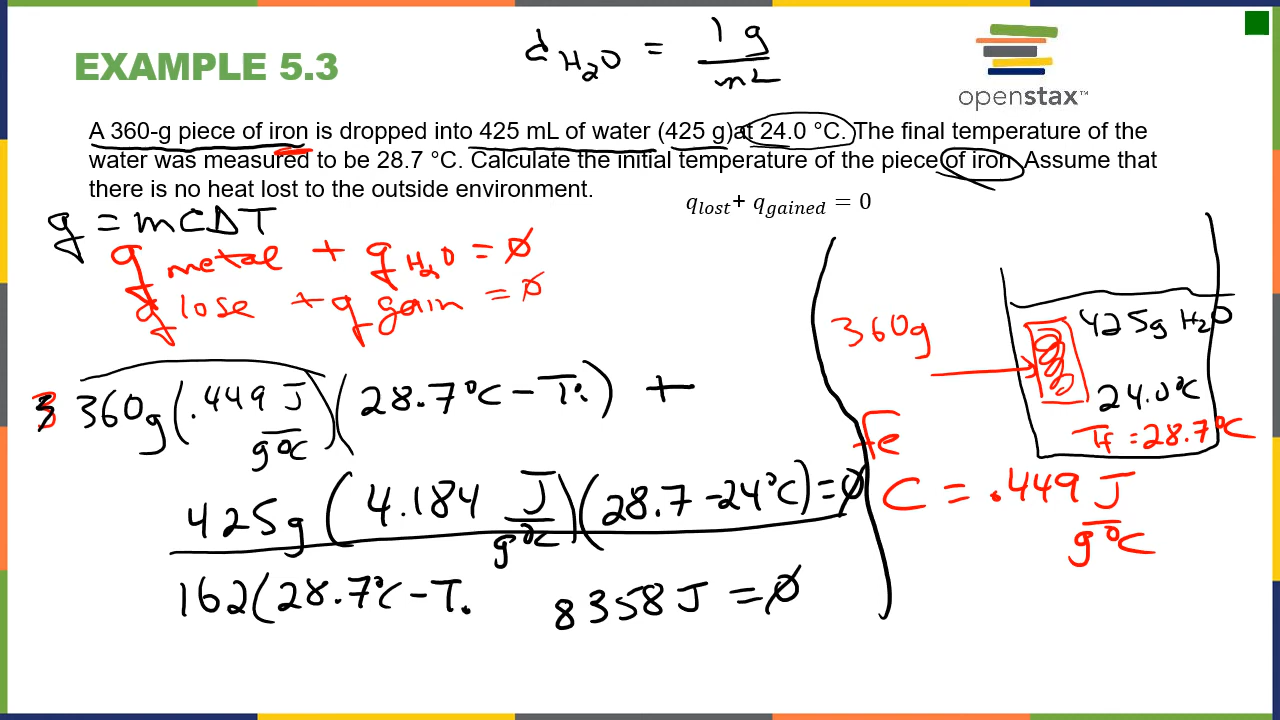 d H₂O = 1 g / mL
EXAMPLE 5.3
openstax™
A 360-g piece of iron is dropped into 425 mL of water (425 g)at 24.0 °C. The final temperature of the
water was measured to be 28.7 °C. Calculate the initial temperature of the piece of iron. Assume that
there is no heat lost to the outside environment.
q_lost + q_gained = 0
q = mCΔT
q metal + q H₂O = 0
q lose + q gain = 0
360g (.449 J / g°C) (28.7°C - Ti) +
425g (4.184 J / g°C) (28.7 - 24°C) = 0
162(28.7°C - T. 8358 J = 0
360g
425g H₂O
24.0°C
Tf = 28.7°C
Fe
C = .449 J / g°C